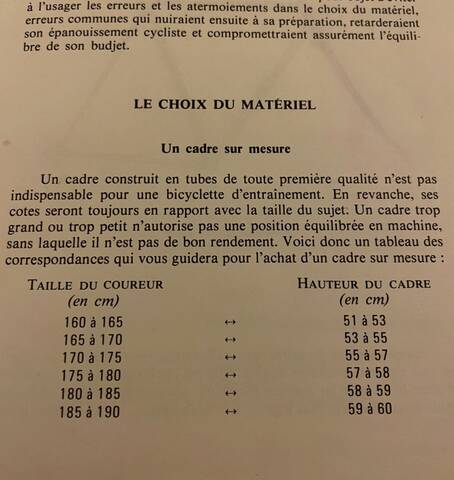 à l'usager les erreurs et les atermoiements dans le choix du matériel,
erreurs communes qui nuiraient ensuite à sa préparation, retarderaient
son épanouissement cycliste et compromettraient assurément l'équili-
bre de son budjet.
LE CHOIX DU MATÉRIEL
Un cadre sur mesure
Un cadre construit en tubes de toute première qualité n'est pas
indispensable pour une bicyclette d'entraînement. En revanche, ses
cotes seront toujours en rapport avec la taille du sujet. Un cadre trop
grand ou trop petit n'autorise pas une position équilibrée en machine,
sans laquelle il n'est pas de bon rendement. Voici donc un tableau des
correspondances qui vous guidera pour l'achat d'un cadre sur mesure :
TAILLE DU COUREUR HAUTEUR DU CADRE
(en cm) (en cm)
160 à 165 ↔ 51 à 53
165 à 170 ↔ 53 à 55
170 à 175 ↔ 55 à 57
175 à 180 ↔ 57 à 58
180 à 185 ↔ 58 à 59
185 à 190 ↔ 59 à 60